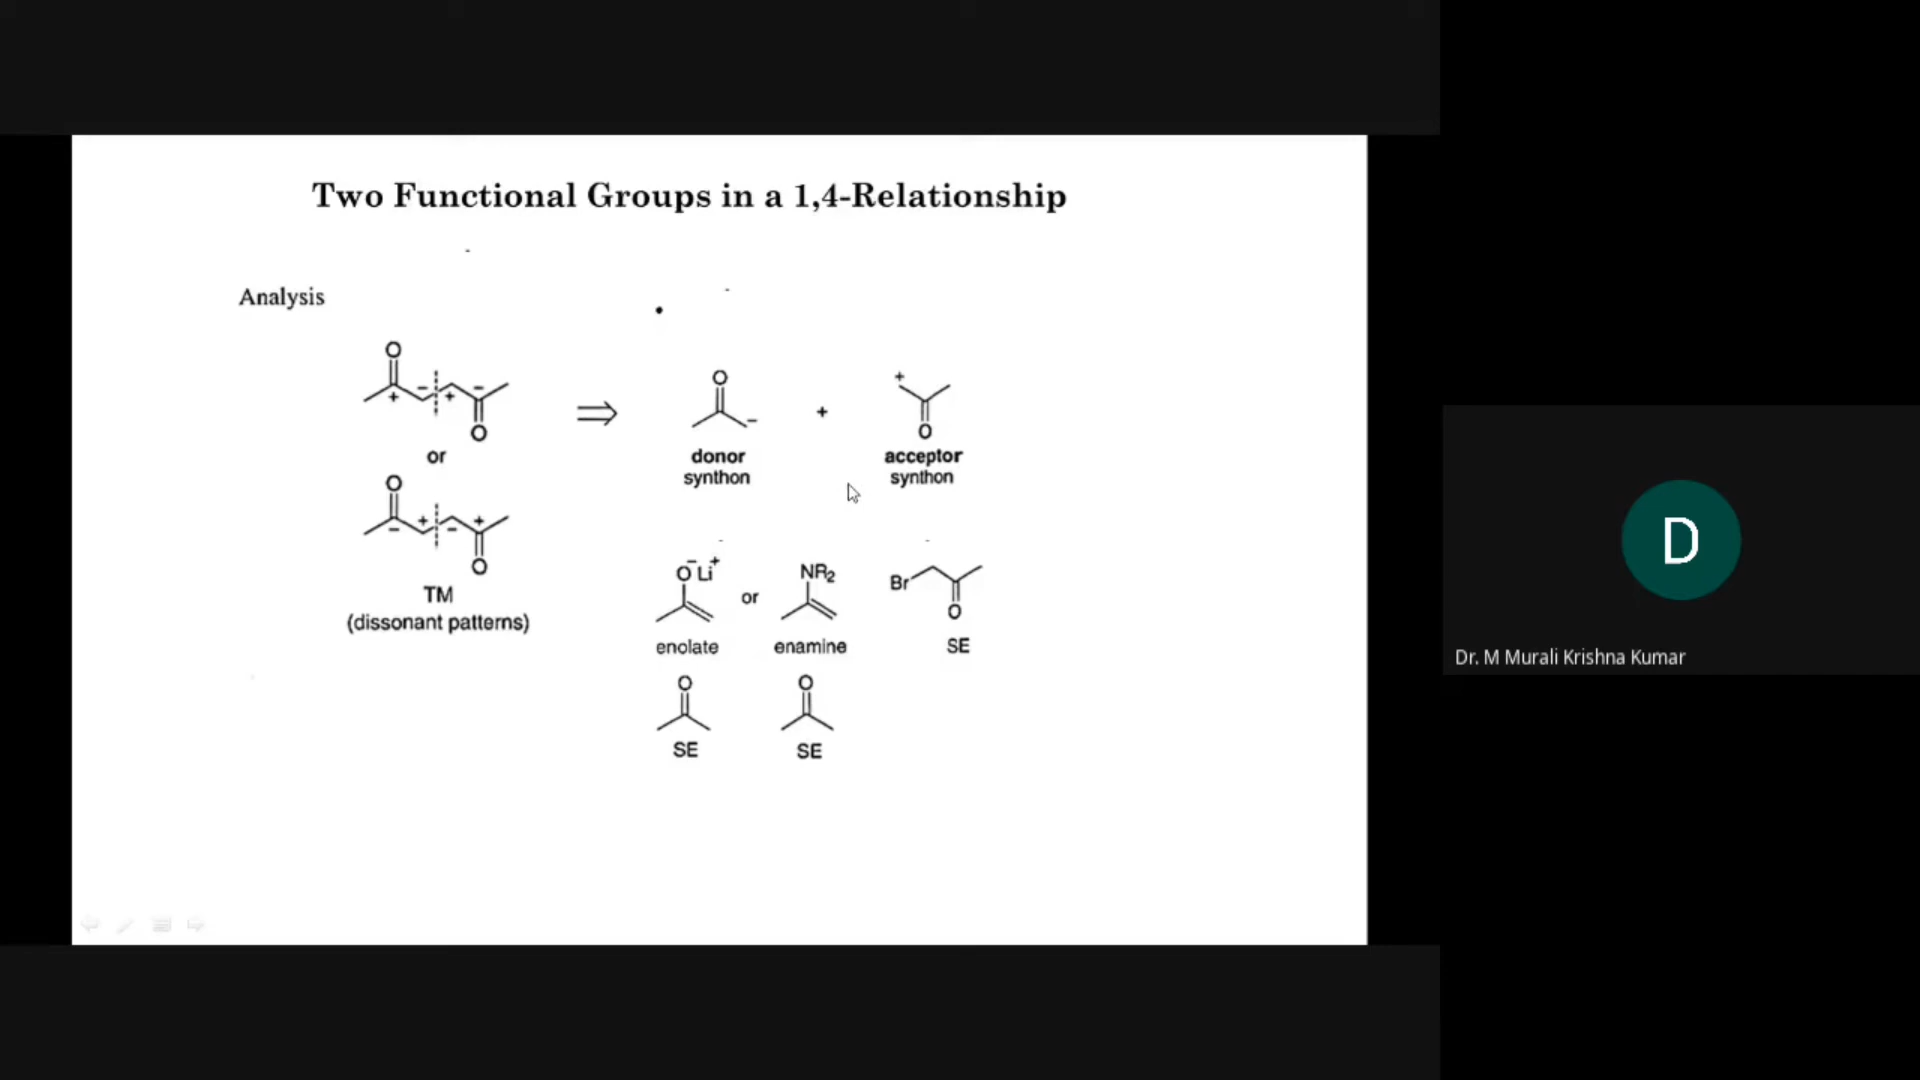 Two Functional Groups in a 1,4-Relationship
Analysis
O
+
-
+
-
O
or
O
-
+
-
+
O
TM
(dissonant patterns)
O
-
donor
synthon
+
+
O
acceptor
synthon
O⁻Li⁺
enolate
or
NR₂
enamine
Br
O
SE
O
SE
O
SE
D
Dr. M Murali Krishna Kumar